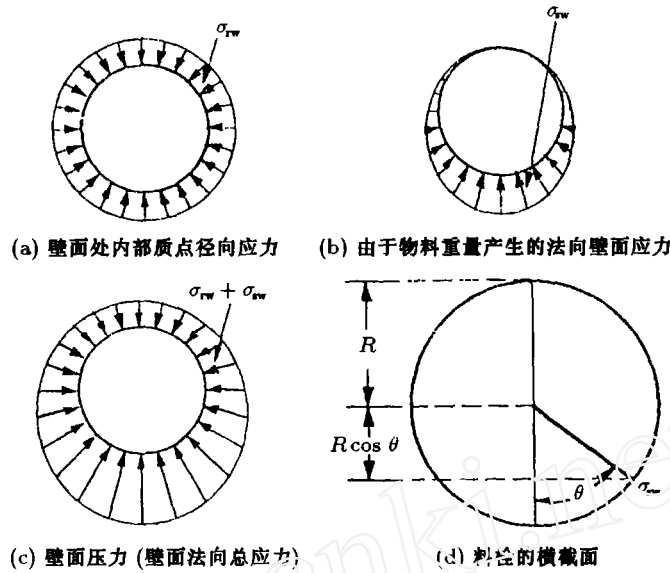 σrw
σsw
(a) 壁面处内部质点径向应力
(b) 由于物料重量产生的法向壁面应力
σrw + σsw
R
R cos θ
θ
σsw
(c) 壁面压力 (壁面法向总应力)
(d) 料栓的横截面